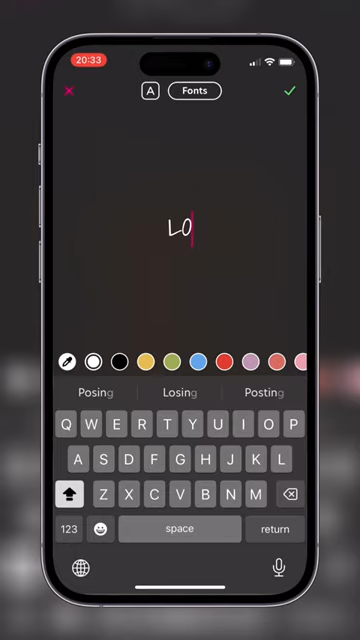 20:33
A Fonts
LO
Posing Losing Posting
Q W E R T Y U I O P
A S D F G H J K L
Z X C V B N M
123 space return